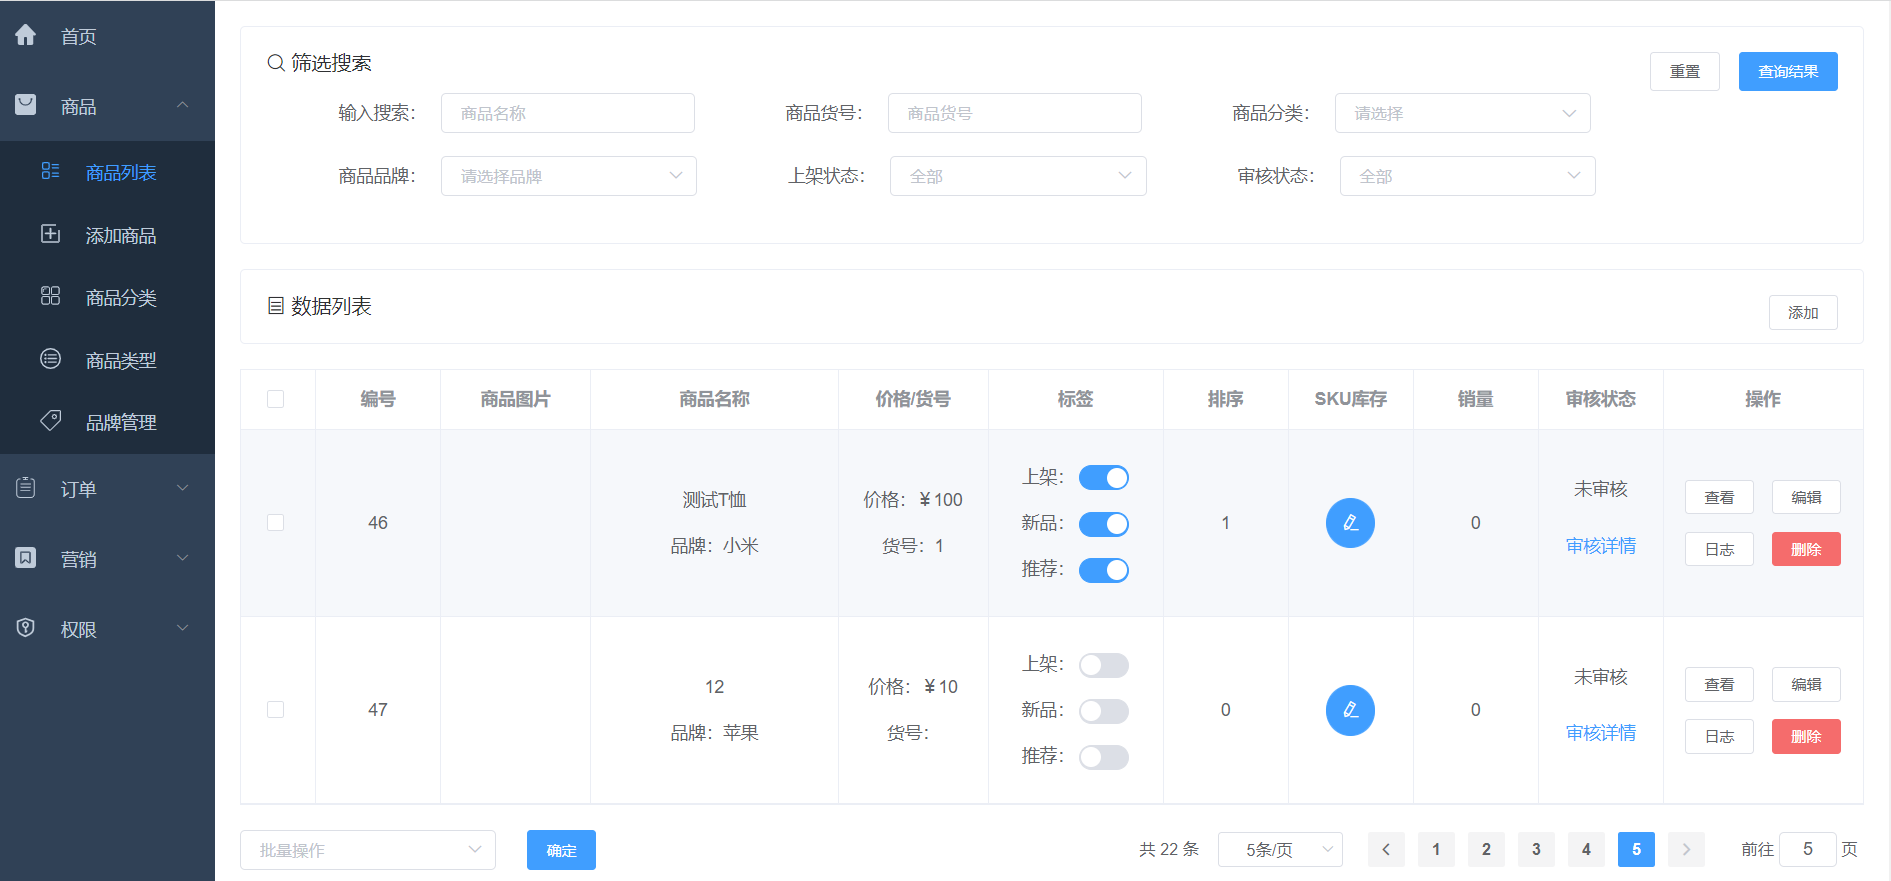 首页
商品
商品列表
添加商品
商品分类
商品类型
品牌管理
订单
营销
权限
筛选搜索
重置 查询结果
输入搜索： 商品名称 商品货号： 商品货号 商品分类： 请选择
商品品牌： 请选择品牌 上架状态： 全部 审核状态： 全部
数据列表
添加
编号 商品图片 商品名称 价格/货号 标签 排序 SKU库存 销量 审核状态 操作
46
测试T恤
品牌：小米
价格：￥100
货号：1
上架：
新品：
推荐：
1
0
未审核
审核详情
查看 编辑
日志 删除
47
12
品牌：苹果
价格：￥10
货号：
上架：
新品：
推荐：
0
0
未审核
审核详情
查看 编辑
日志 删除
批量操作 确定 共 22 条 5条/页 1 2 3 4 5 前往 5 页